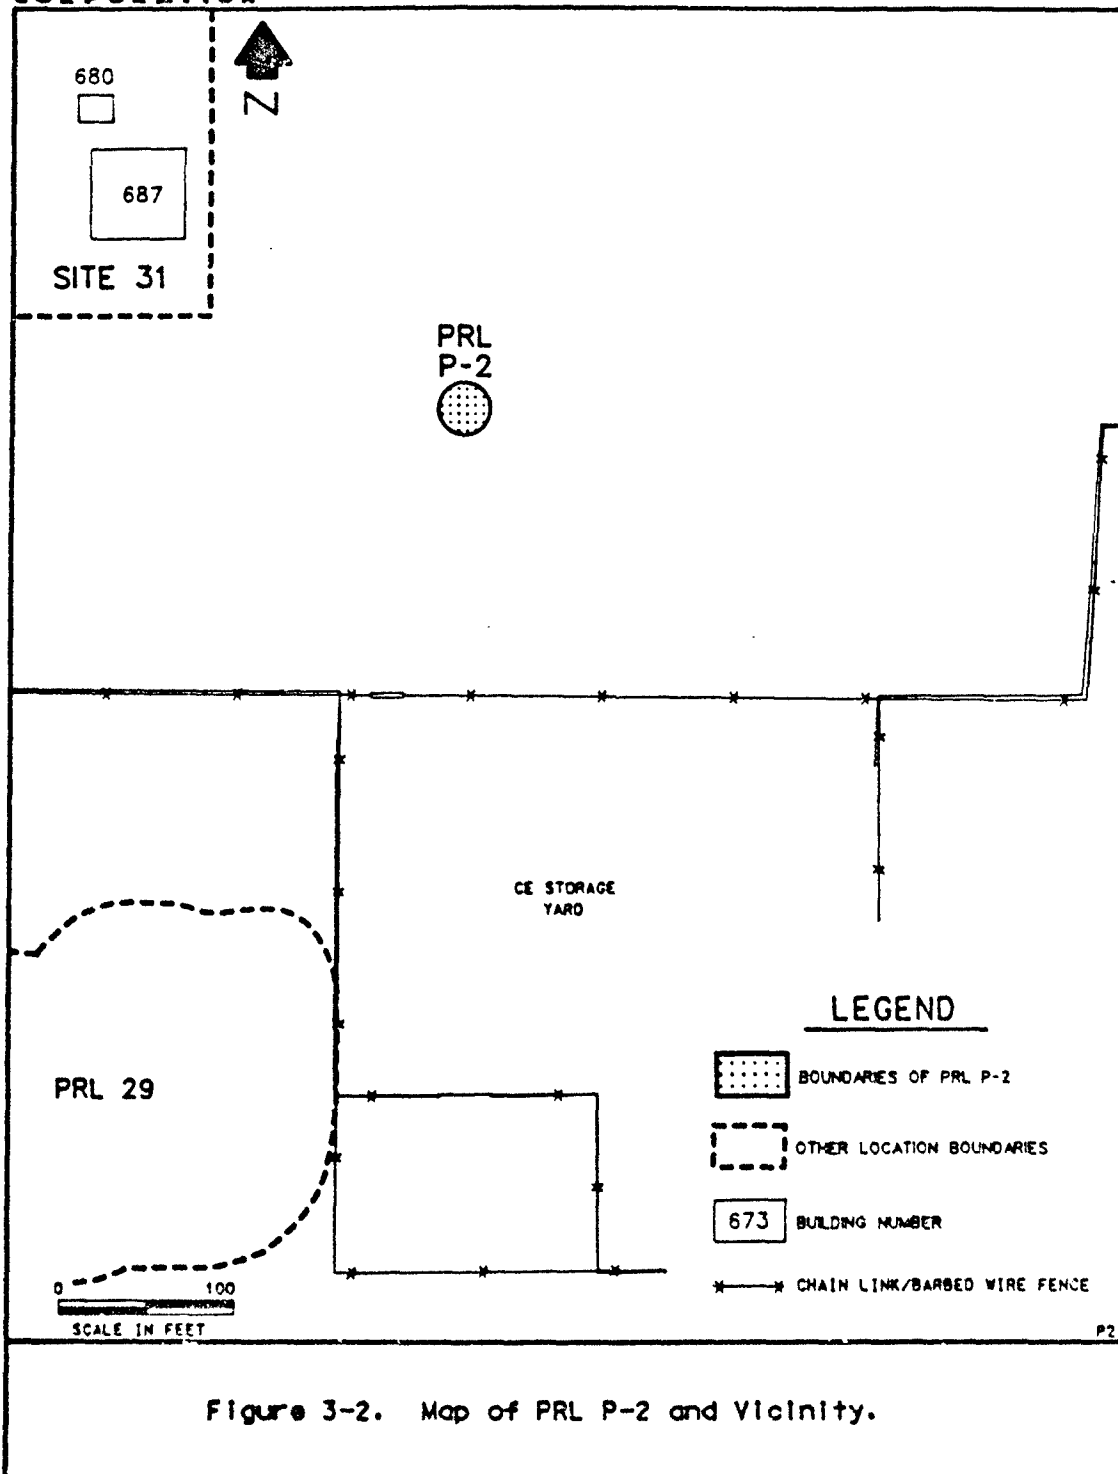 680
N
687
SITE 31
PRL
P-2
CE STORAGE
YARD
LEGEND
BOUNDARIES OF PRL P-2
PRL 29
OTHER LOCATION BOUNDARIES
673 BUILDING NUMBER
CHAIN LINK/BARBED WIRE FENCE
0 100
SCALE IN FEET
P2
Figure 3-2. Map of PRL P-2 and Vicinity.